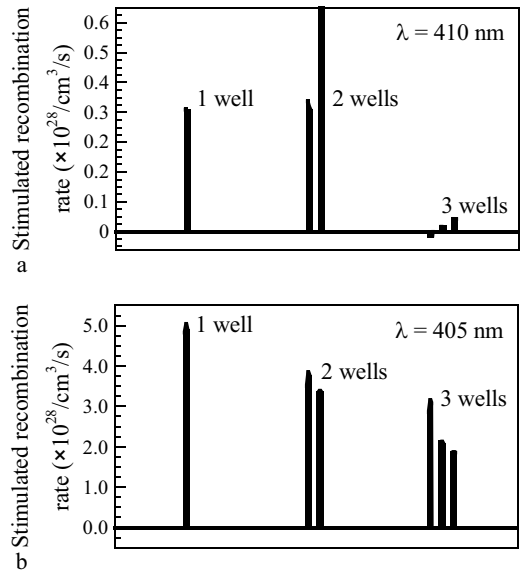 Stimulated recombination
rate (×10²⁸/cm³/s)
0.6
0.5
0.4
0.3
0.2
0.2
0.1
0
λ = 410 nm
1 well
2 wells
3 wells
a
Stimulated recombination
rate (×10²⁸/cm³/s)
5.0
4.0
3.0
2.0
1.0
0.0
λ = 405 nm
1 well
2 wells
3 wells
b